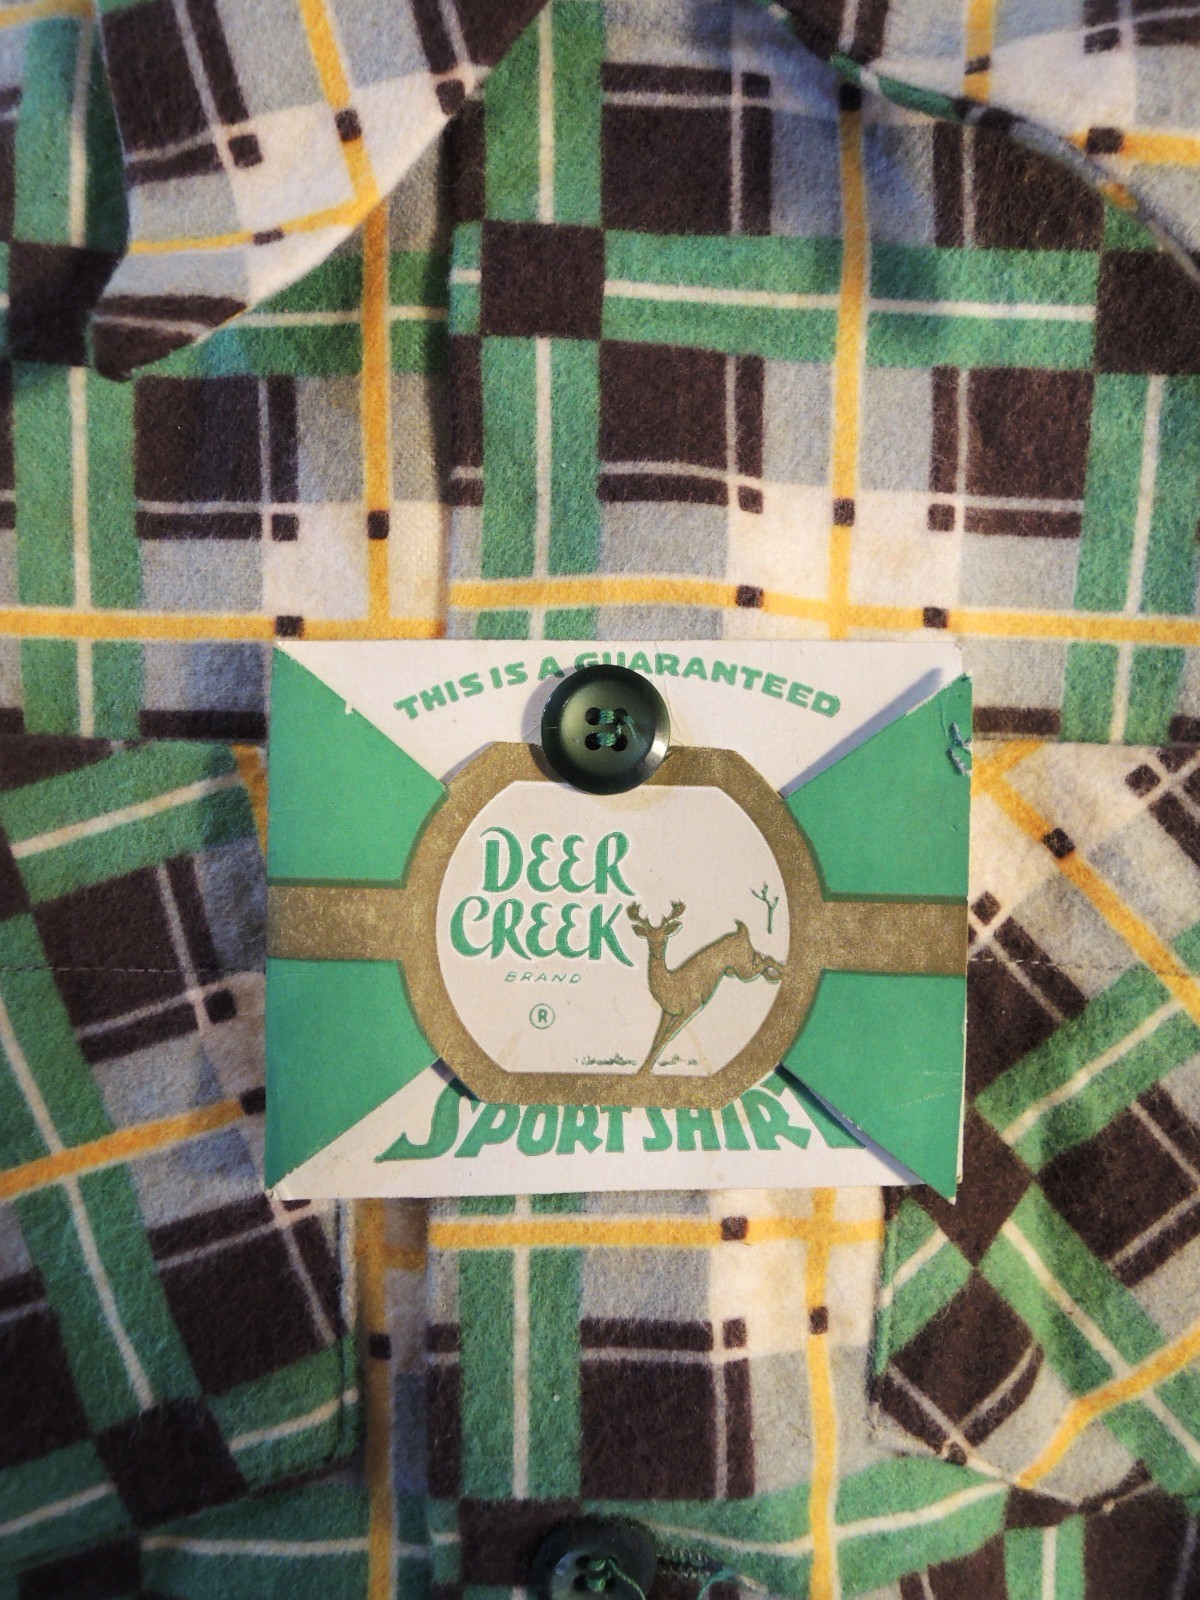 THIS IS A GUARANTEED
DEER
CREEK
BRAND
®
SPORT SHIRT